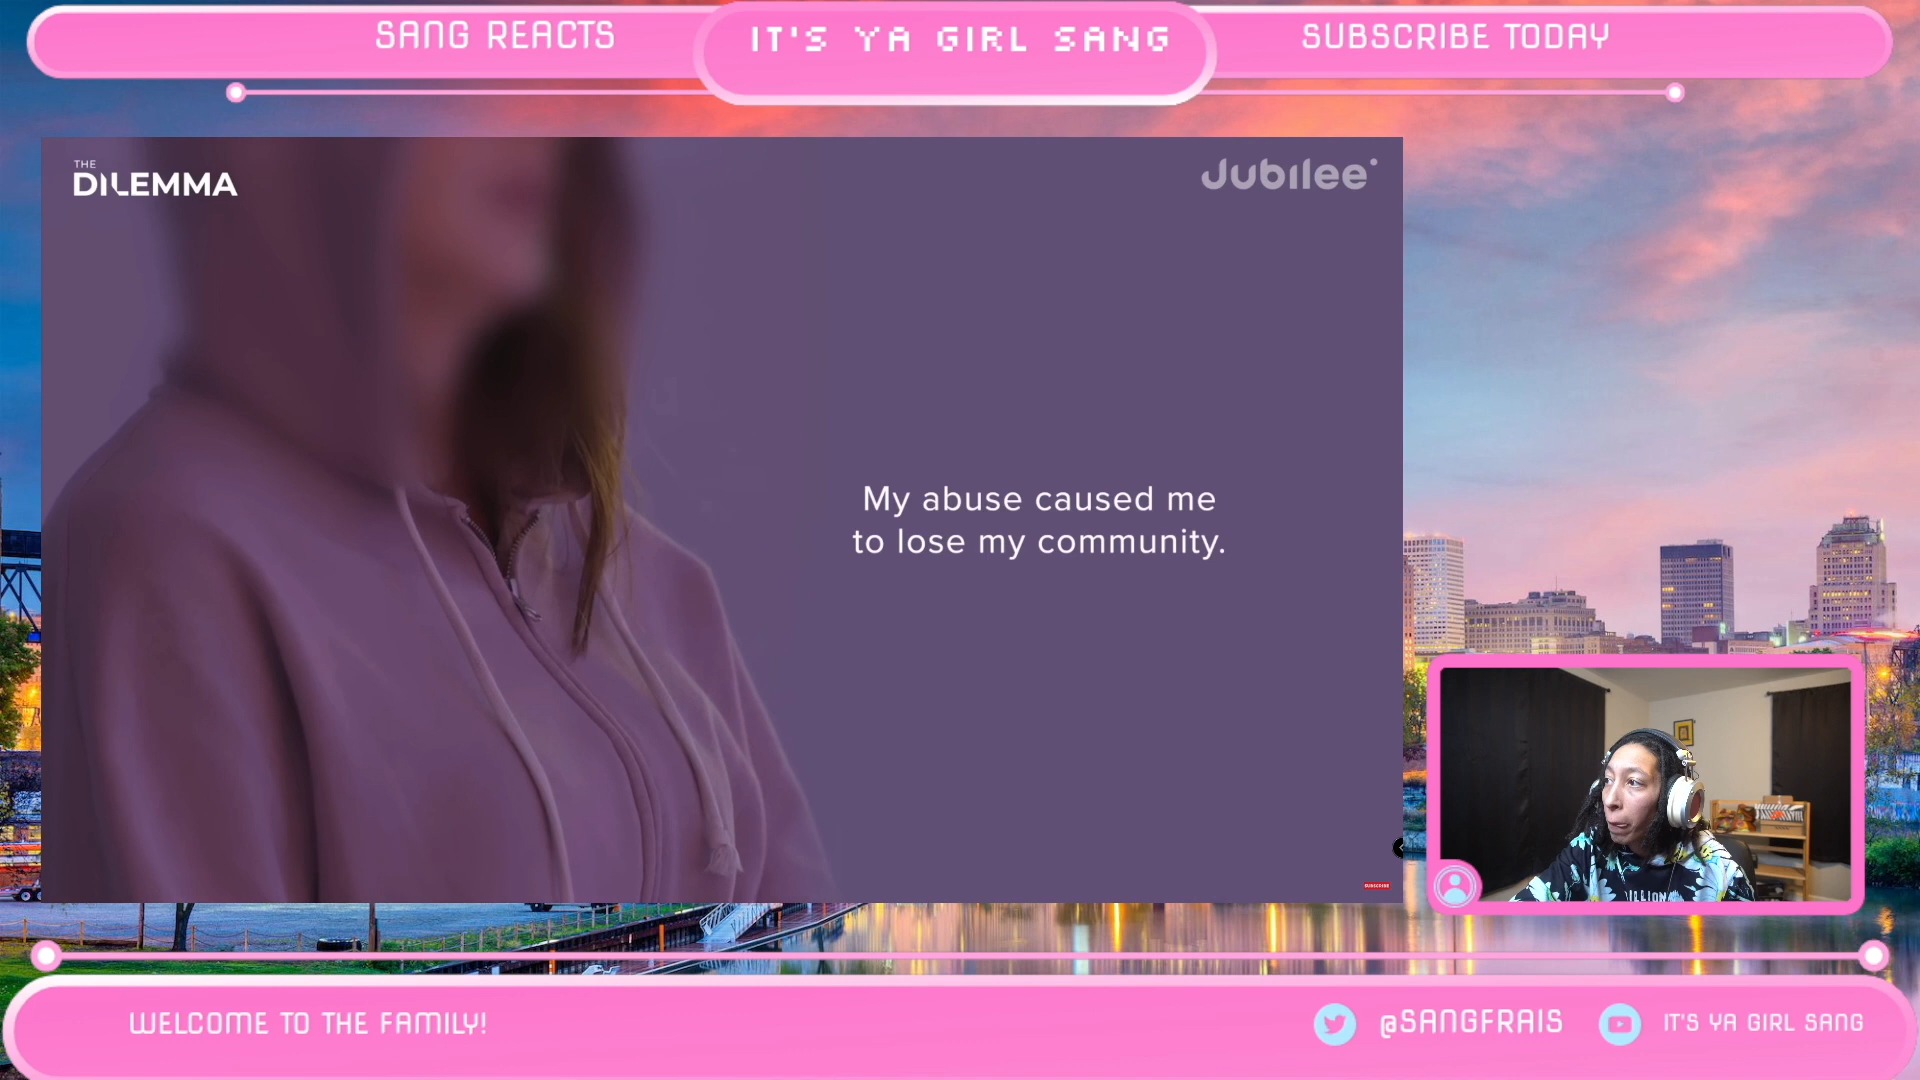 SANG REACTS
IT'S YA GIRL SANG
SUBSCRIBE TODAY
THE
DILEMMA
Jubilee
My abuse caused me
to lose my community.
SUBSCRIBE
WELCOME TO THE FAMILY!
@SANGFRAIS
IT'S YA GIRL SANG